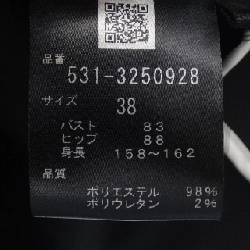 品番
531-3250928
サイズ
38
バスト 83
ヒップ 88
身長 158~162
品質
ポリエステル 98%
ポリウレタン 2%